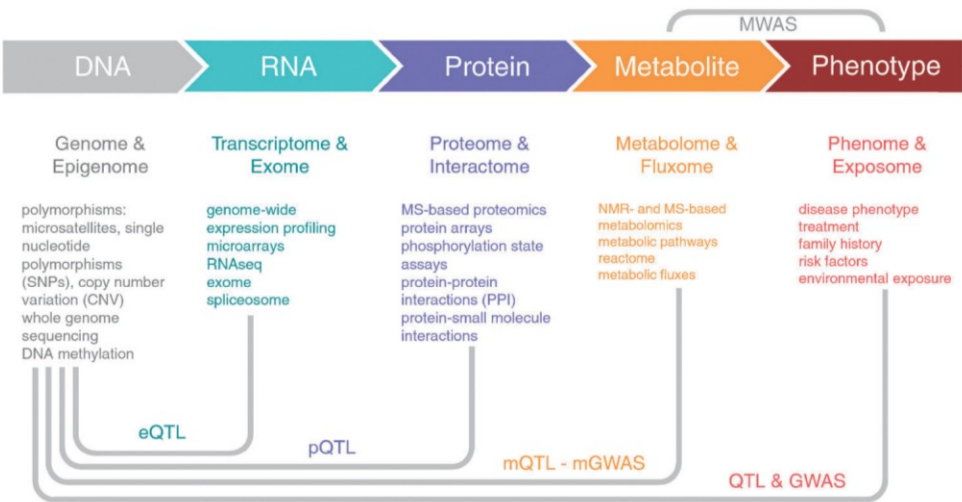 MWAS
DNA
RNA
Protein
Metabolite
Phenotype
Genome &
Epigenome
polymorphisms:
microsatellites, single
nucleotide
polymorphisms
(SNPs), copy number
variation (CNV)
whole genome
sequencing
DNA methylation
Transcriptome &
Exome
genome-wide
expression profiling
microarrays
RNAseq
exome
spliceosome
Proteome &
Interactome
MS-based proteomics
protein arrays
phosphorylation state
assays
protein-protein
interactions (PPI)
protein-small molecule
interactions
Metabolome &
Fluxome
NMR- and MS-based
metabolomics
metabolic pathways
reactome
metabolic fluxes
Phenome &
Exposome
disease phenotype
treatment
family history
risk factors
environmental exposure
eQTL
pQTL
mQTL - mGWAS
QTL & GWAS